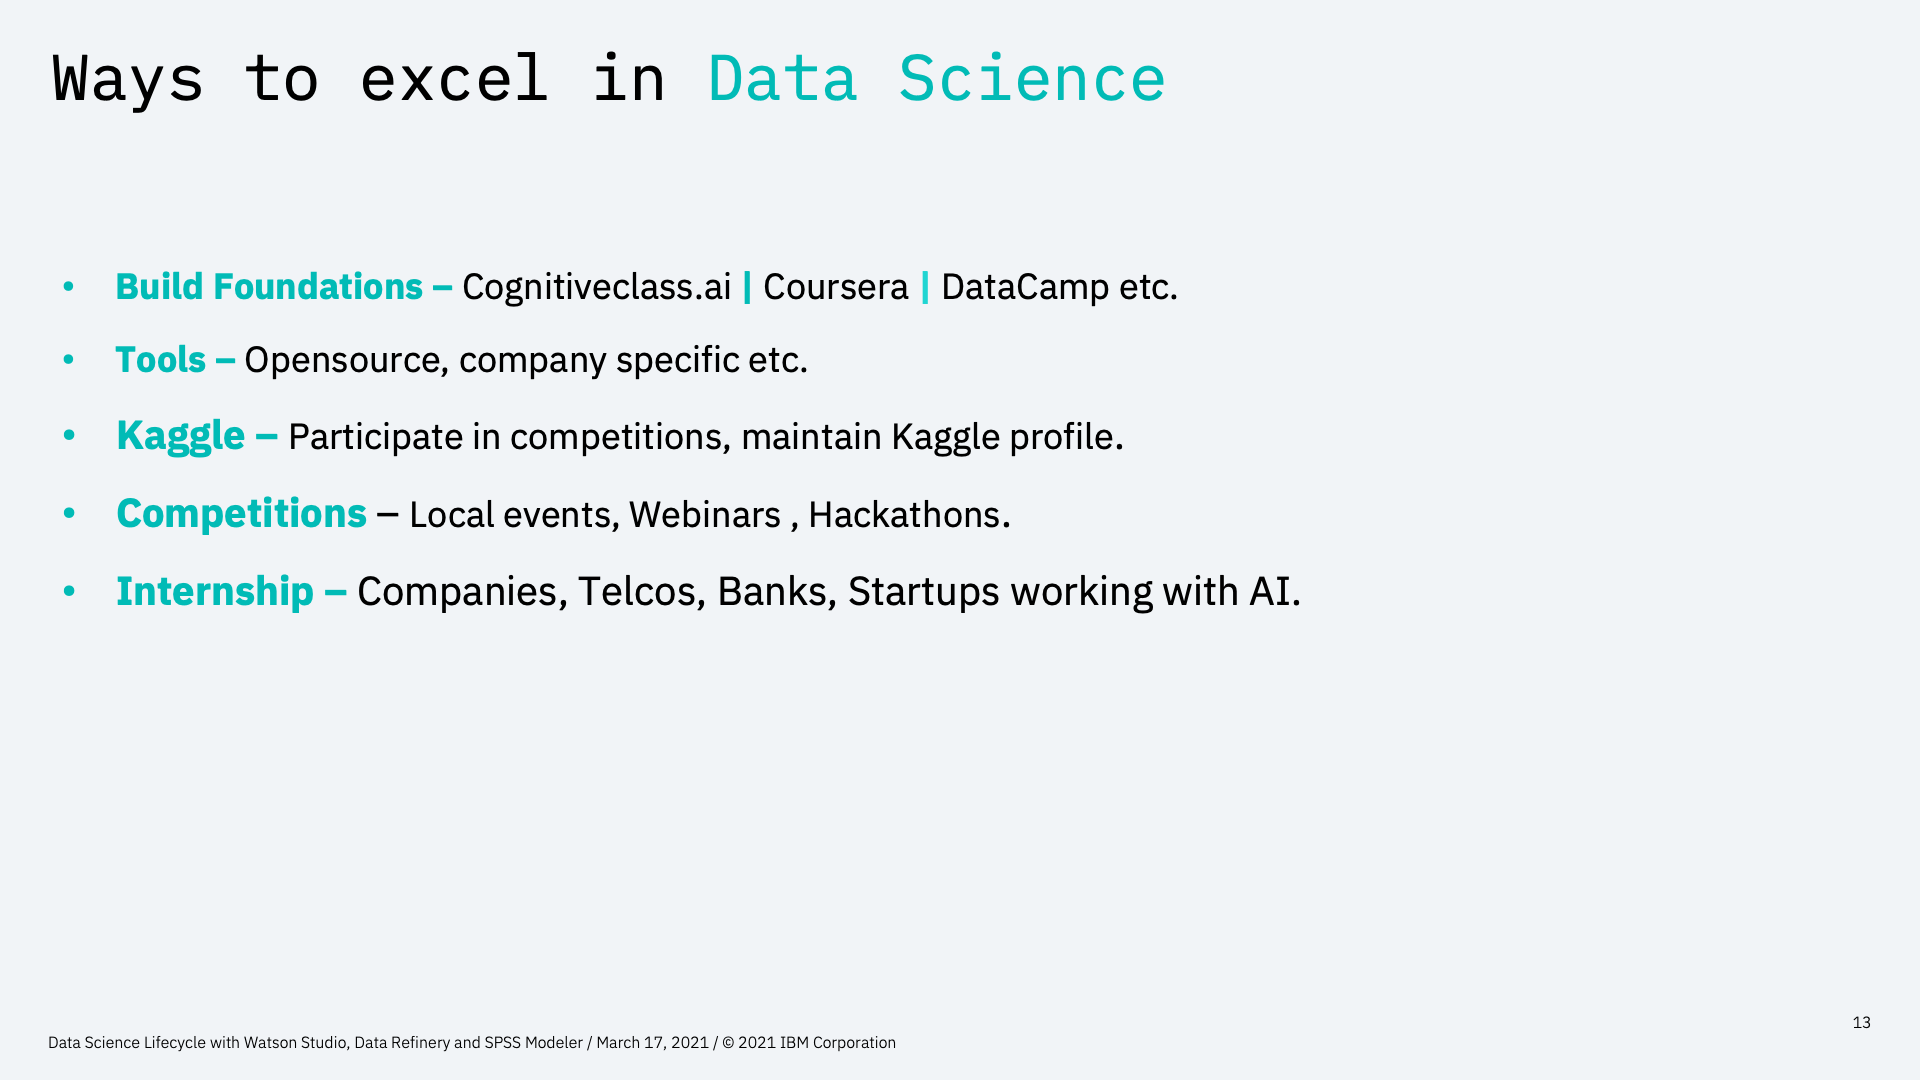 Ways to excel in Data Science
• Build Foundations – Cognitiveclass.ai | Coursera | DataCamp etc.
• Tools – Opensource, company specific etc.
• Kaggle – Participate in competitions, maintain Kaggle profile.
• Competitions – Local events, Webinars , Hackathons.
• Internship – Companies, Telcos, Banks, Startups working with AI.
13
Data Science Lifecycle with Watson Studio, Data Refinery and SPSS Modeler / March 17, 2021 / © 2021 IBM Corporation